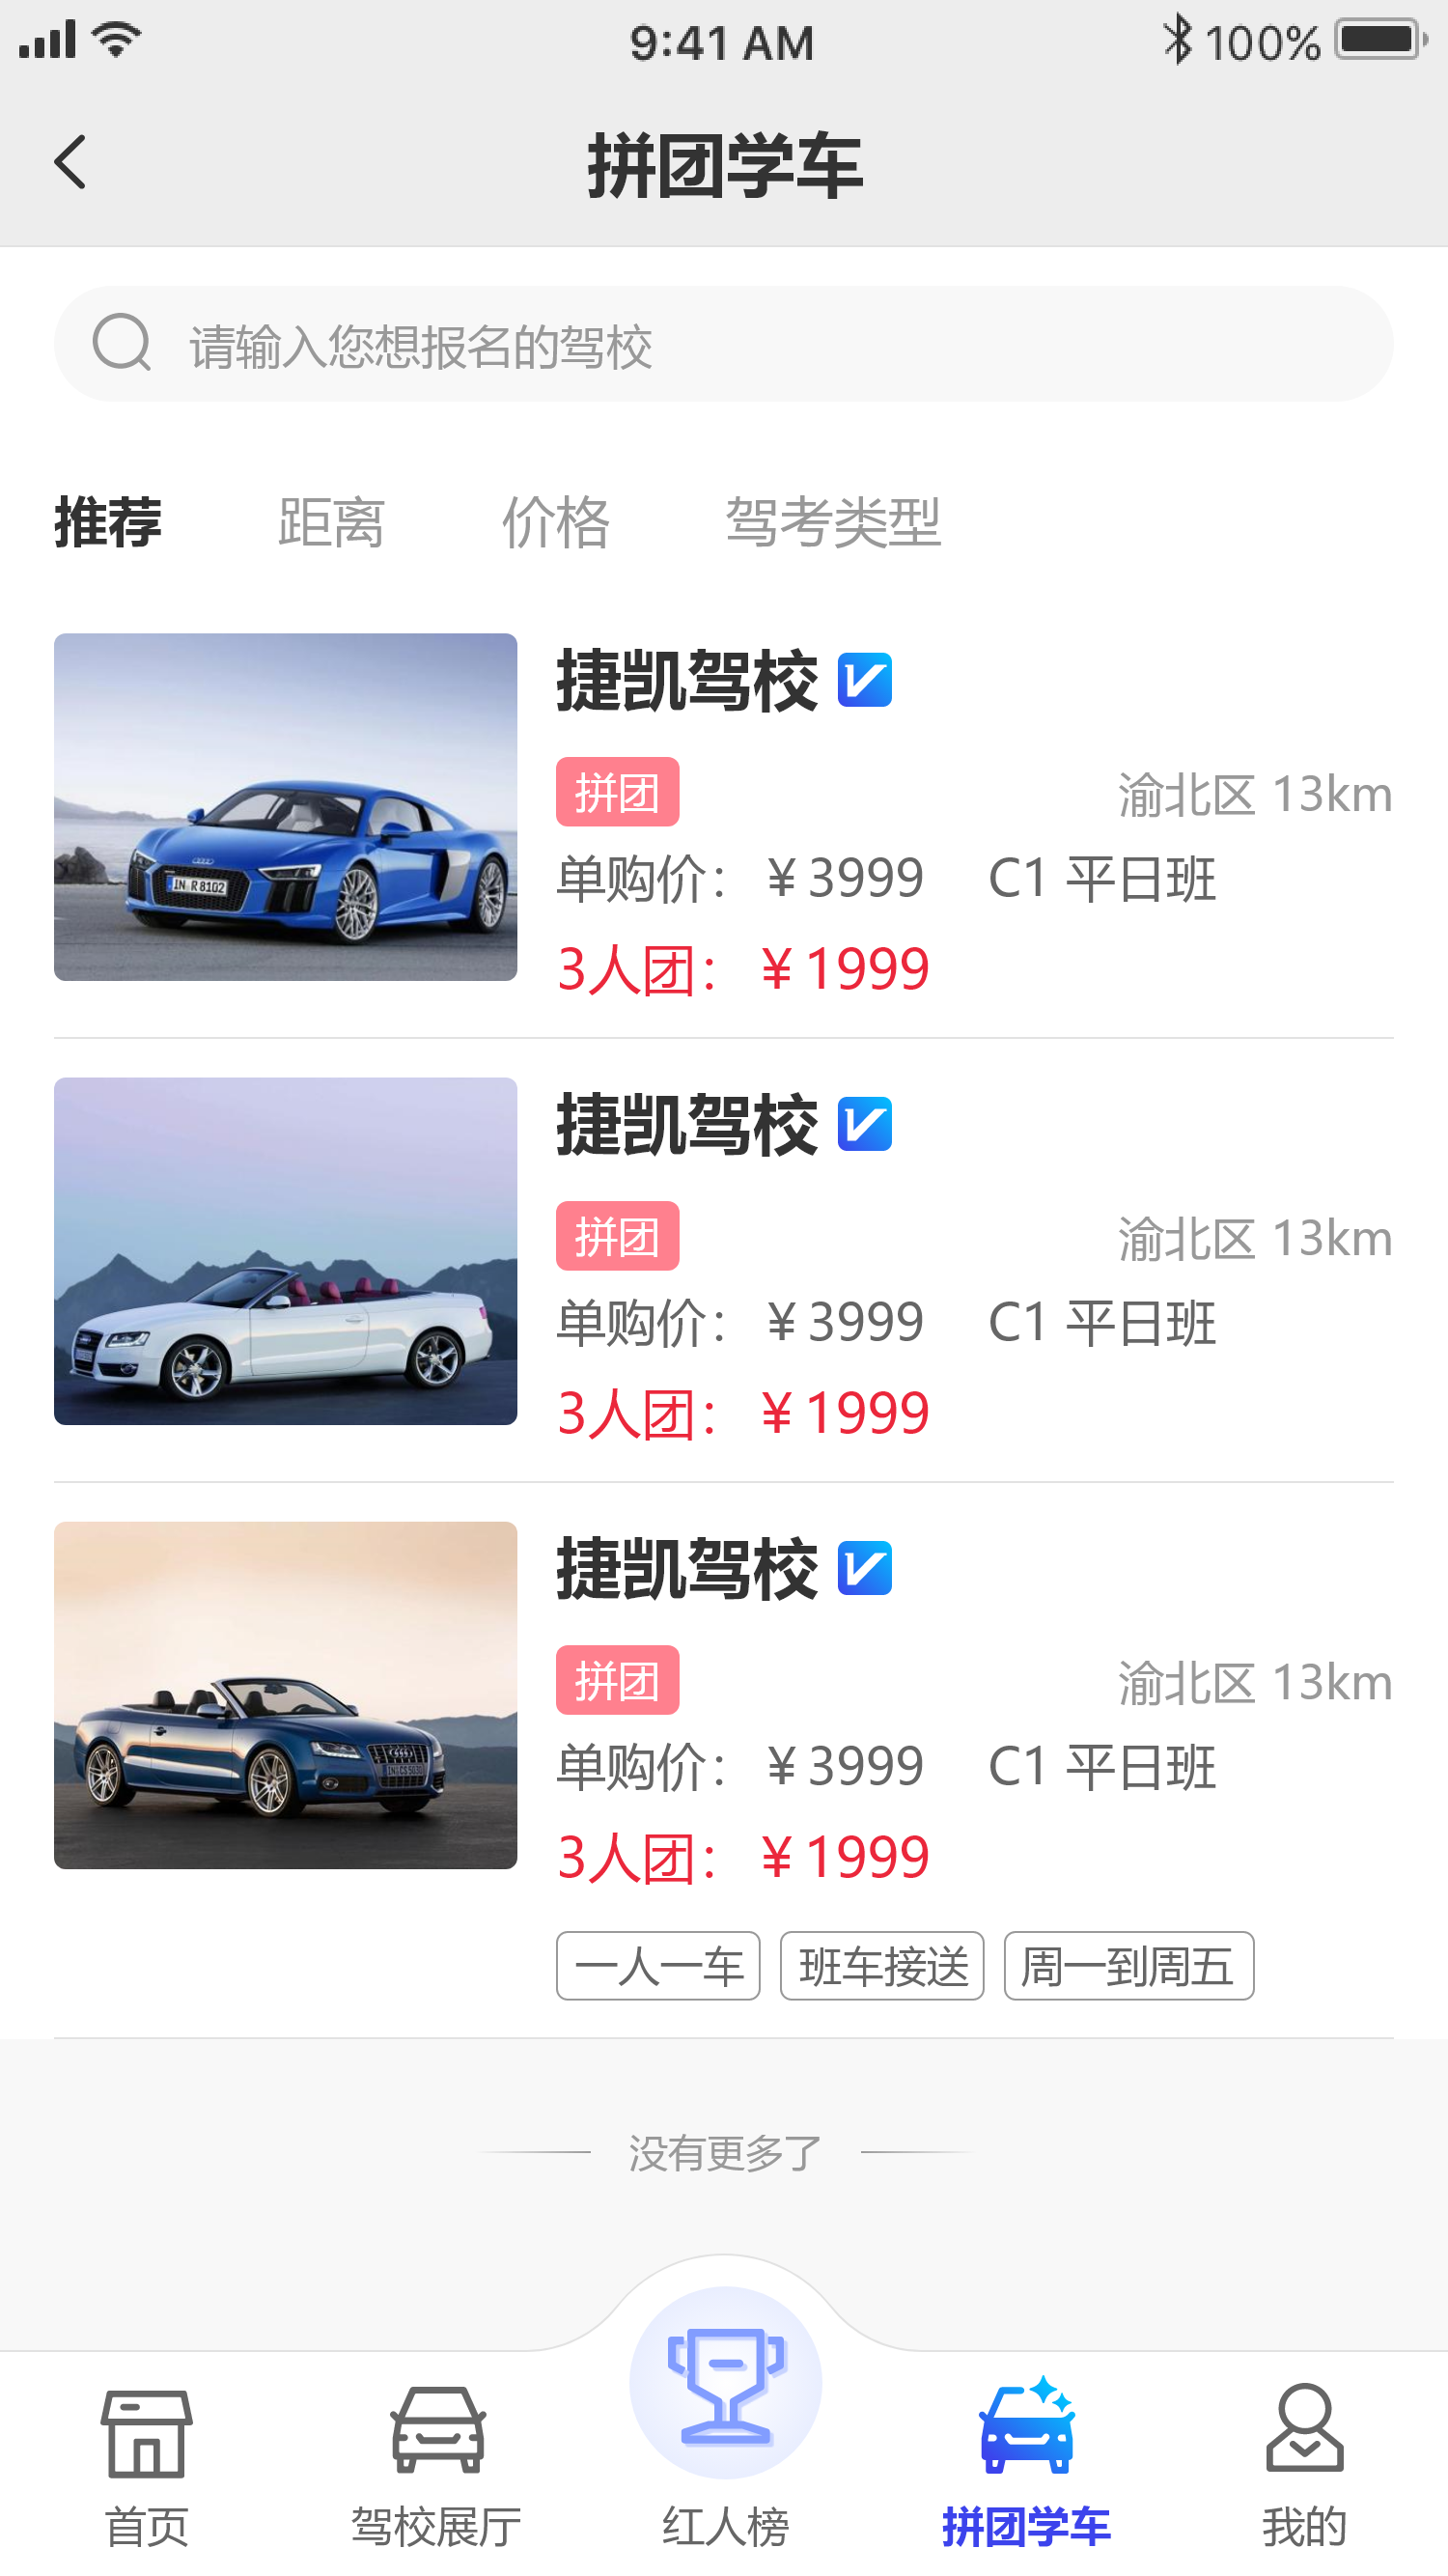 9:41 AM
100%
拼团学车
请输入您想报名的驾校
推荐 距离 价格 驾考类型
捷凯驾校
拼团 渝北区 13km
单购价：￥3999 C1 平日班
3人团：￥1999
IN R 8102
捷凯驾校
拼团 渝北区 13km
单购价：￥3999 C1 平日班
3人团：￥1999
捷凯驾校
拼团 渝北区 13km
单购价：￥3999 C1 平日班
3人团：￥1999
一人一车 班车接送 周一到周五
没有更多了
首页 驾校展厅 红人榜 拼团学车 我的